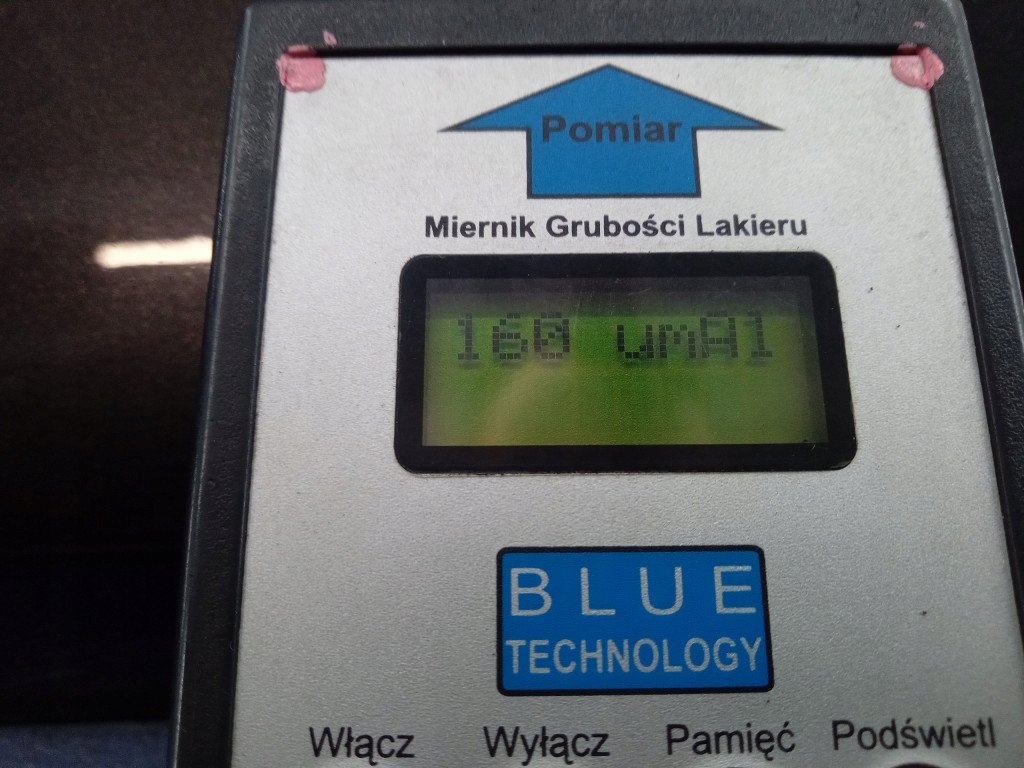 Pomiar
Miernik Grubości Lakieru
160 umAl
BLUE
TECHNOLOGY
Włącz Wyłącz Pamięć Podświetl